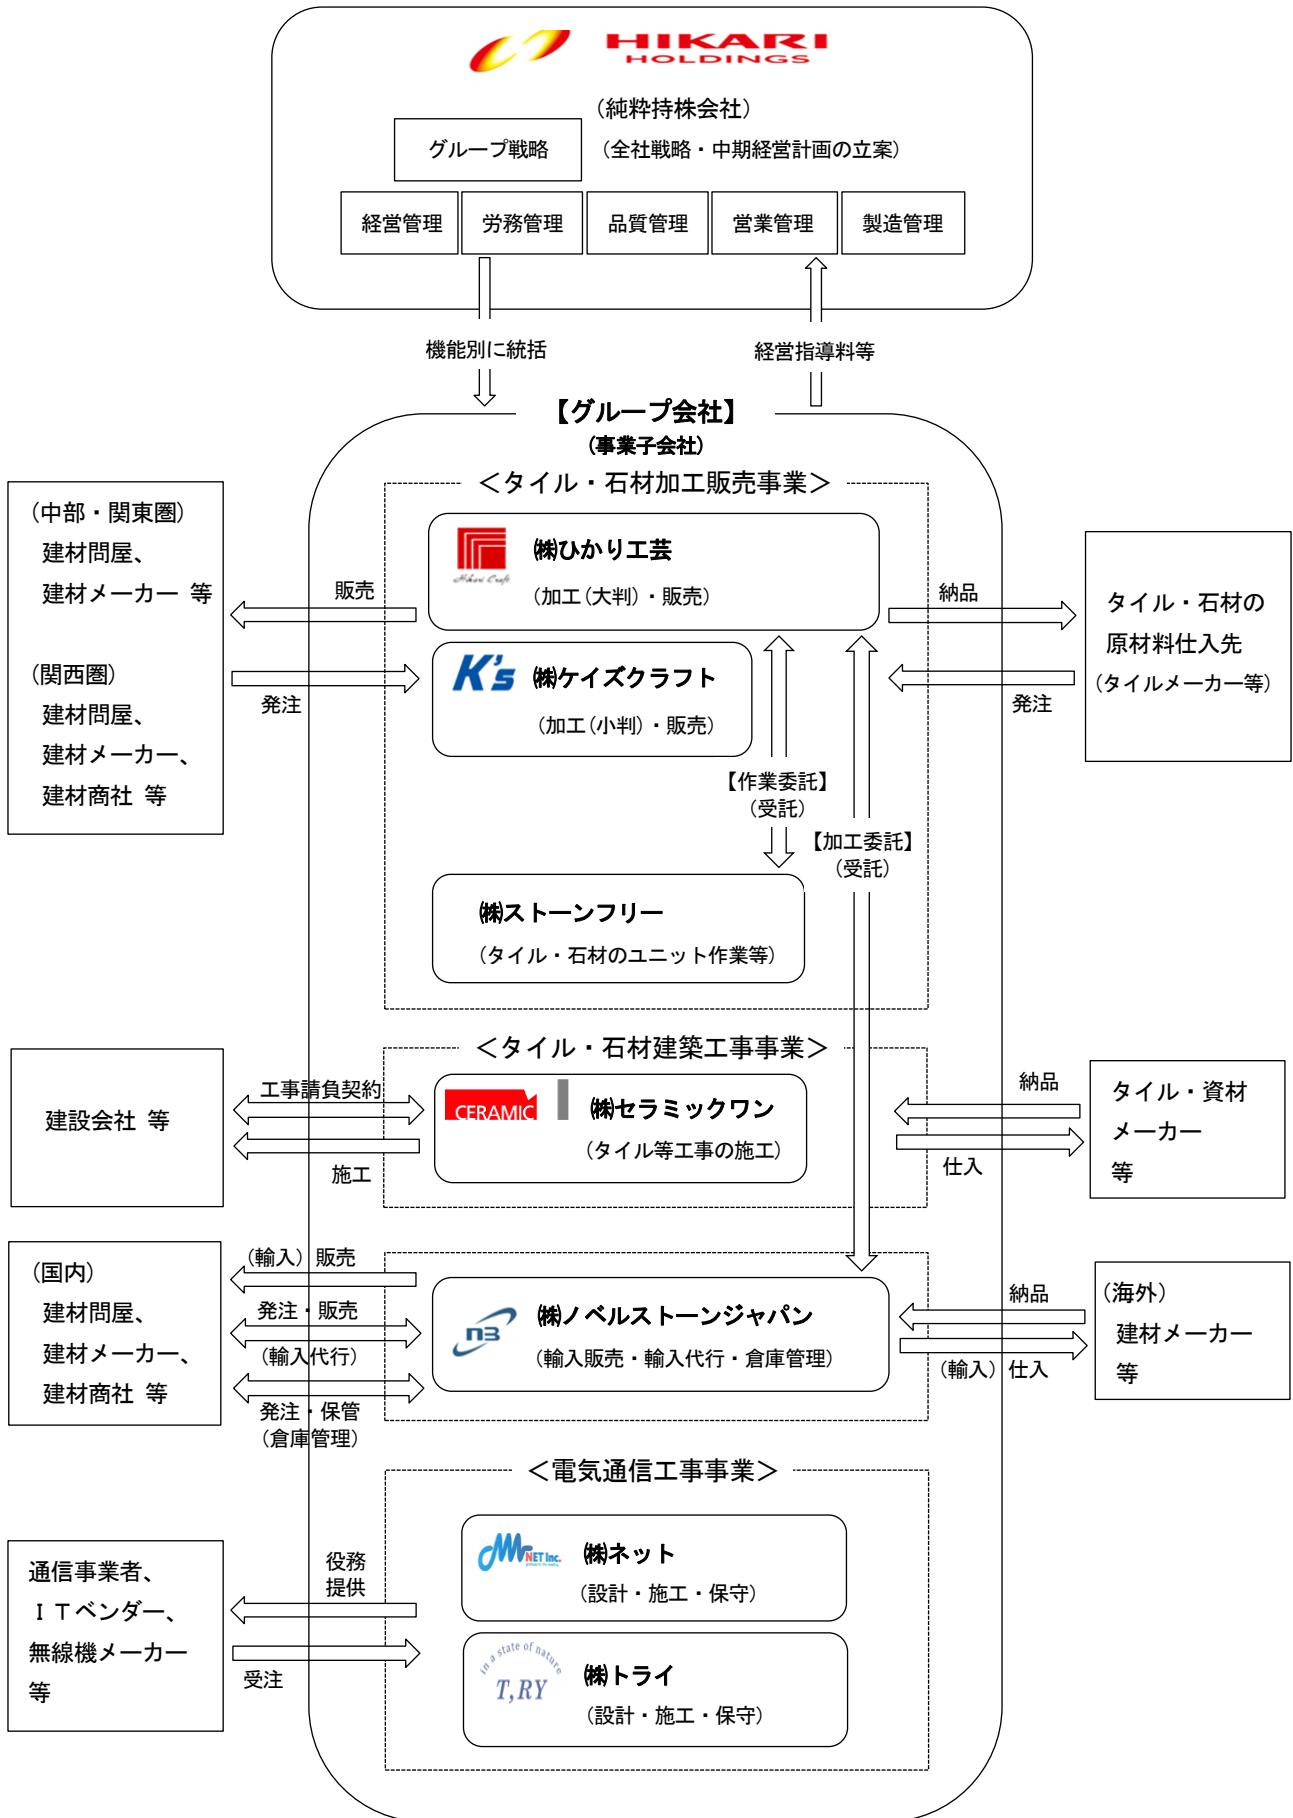 HIKARI
HOLDINGS
(純粋持株会社)
グループ戦略
(全社戦略・中期経営計画の立案)
経営管理
労務管理
品質管理
営業管理
製造管理
機能別に統括
経営指導料等
【グループ会社】
(事業子会社)
<タイル・石材加工販売事業>
(中部・関東圏)
建材問屋、
建材メーカー 等
(関西圏)
建材問屋、
建材メーカー、
建材商社 等
販売
発注
Hikari Craft
㈱ひかり工芸
(加工(大判)・販売)
K's
㈱ケイズクラフト
(加工(小判)・販売)
【作業委託】
(受託)
【加工委託】
(受託)
㈱ストーンフリー
(タイル・石材のユニット作業等)
納品
発注
タイル・石材の
原材料仕入先
(タイルメーカー等)
<タイル・石材建築工事事業>
建設会社 等
工事請負契約
施工
CERAMIC
㈱セラミックワン
(タイル等工事の施工)
納品
仕入
タイル・資材
メーカー
等
(国内)
建材問屋、
建材メーカー、
建材商社 等
(輸入)販売
発注・販売
(輸入代行)
発注・保管
(倉庫管理)
n3
㈱ノベルストーンジャパン
(輸入販売・輸入代行・倉庫管理)
納品
(輸入)仕入
(海外)
建材メーカー
等
<電気通信工事事業>
通信事業者、
ITベンダー、
無線機メーカー
等
役務
提供
受注
NET Inc.
㈱ネット
(設計・施工・保守)
in a state of nature
T,RY
㈱トライ
(設計・施工・保守)